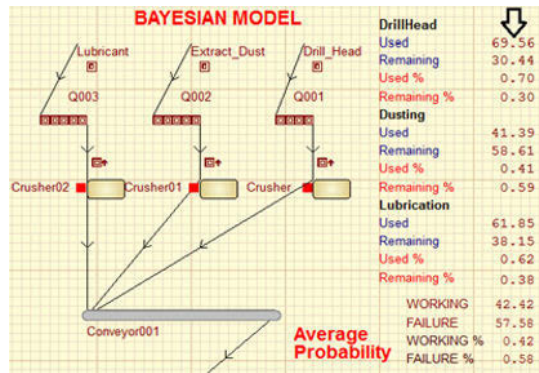 BAYESIAN MODEL
Lubricant
Extract_Dust
Drill_Head
Q003
Q002
Q001
Crusher02
Crusher01
Crusher
Conveyor001
DrillHead
Used 69.56
Remaining 30.44
Used % 0.70
Remaining % 0.30
Dusting
Used 41.39
Remaining 58.61
Used % 0.41
Remaining % 0.59
Lubrication
Used 61.85
Remaining 38.15
Used % 0.62
Remaining % 0.38
Average
Probability
WORKING 42.42
FAILURE 57.58
WORKING % 0.42
FAILURE % 0.58